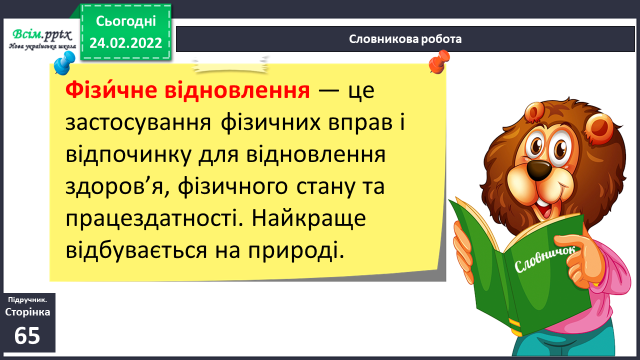 Всім.pptx
Нова українська школа
Сьогодні
24.02.2022
Словникова робота
Фізи́чне відновлення — це
застосування фізичних вправ і
відпочинку для відновлення
здоров’я, фізичного стану та
працездатності. Найкраще
відбувається на природі.
Словничок
Підручник.
Сторінка
65